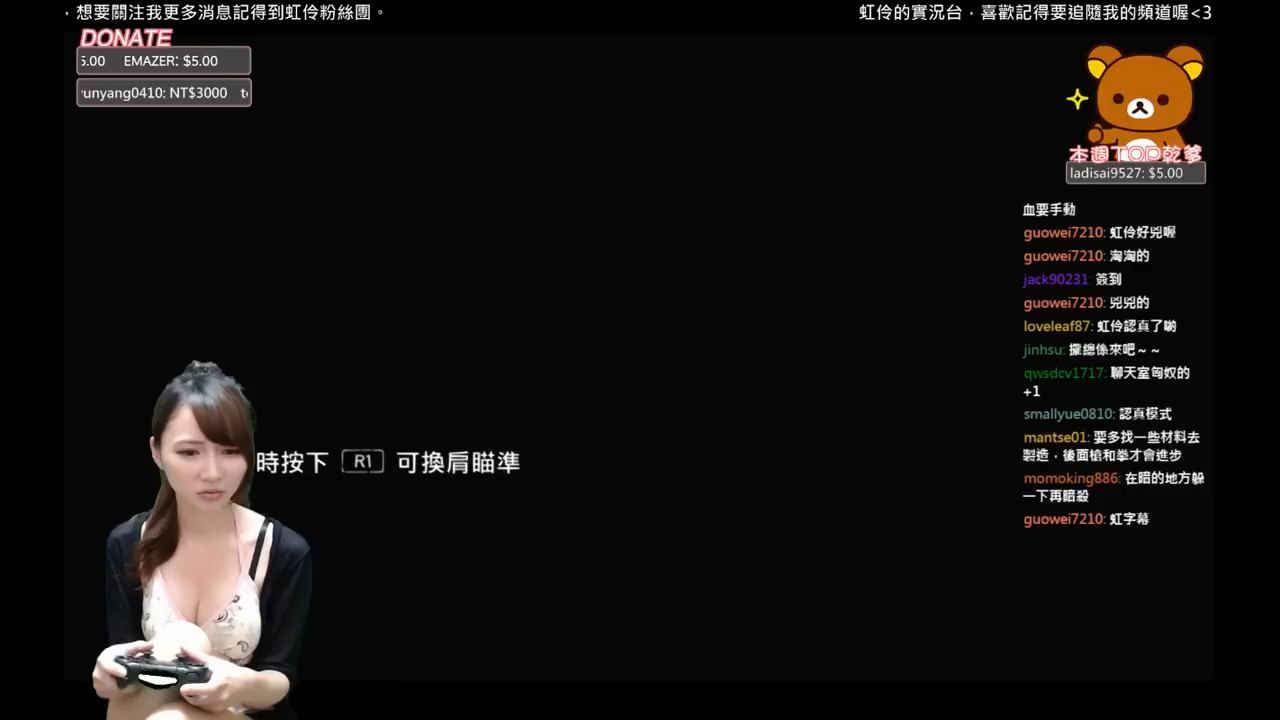 ．想要關注我更多消息記得到虹伶粉絲團。
虹伶的實況台．喜歡記得要追隨我的頻道喔<3
DONATE
5.00 EMAZER: $5.00
unyang0410: NT$3000
本週TOP乾爹
ladisai9527: $5.00
血要手動
guowei7210: 虹伶好兇喔
guowei7210: 洶洶的
jack90231: 簽到
guowei7210: 兇兇的
loveleaf87: 虹伶認真了喲
jinhsu: 攏總係來吧～～
qwsdcv1717: 聊天室匈奴的
+1
smallyue0810: 認真模式
mantse01: 要多找一些材料去
製造，後面槍和拳才會進步
momoking886: 在暗的地方躲
一下再暗殺
guowei7210: 虹字幕
時按下 R1 可換肩瞄準